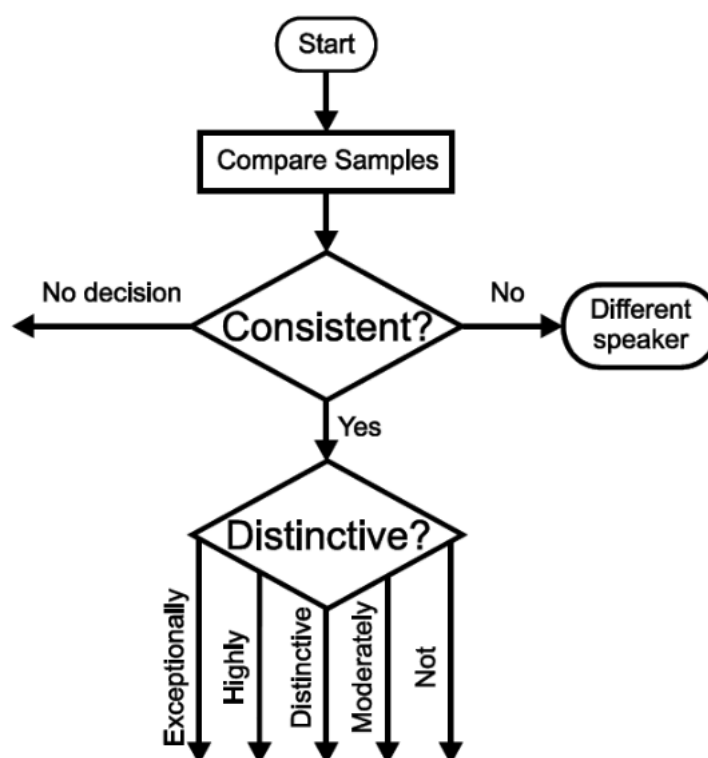 Start
Compare Samples
No decision
Consistent?
No
Different
speaker
Yes
Distinctive?
Exceptionally
Highly
Distinctive
Moderately
Not